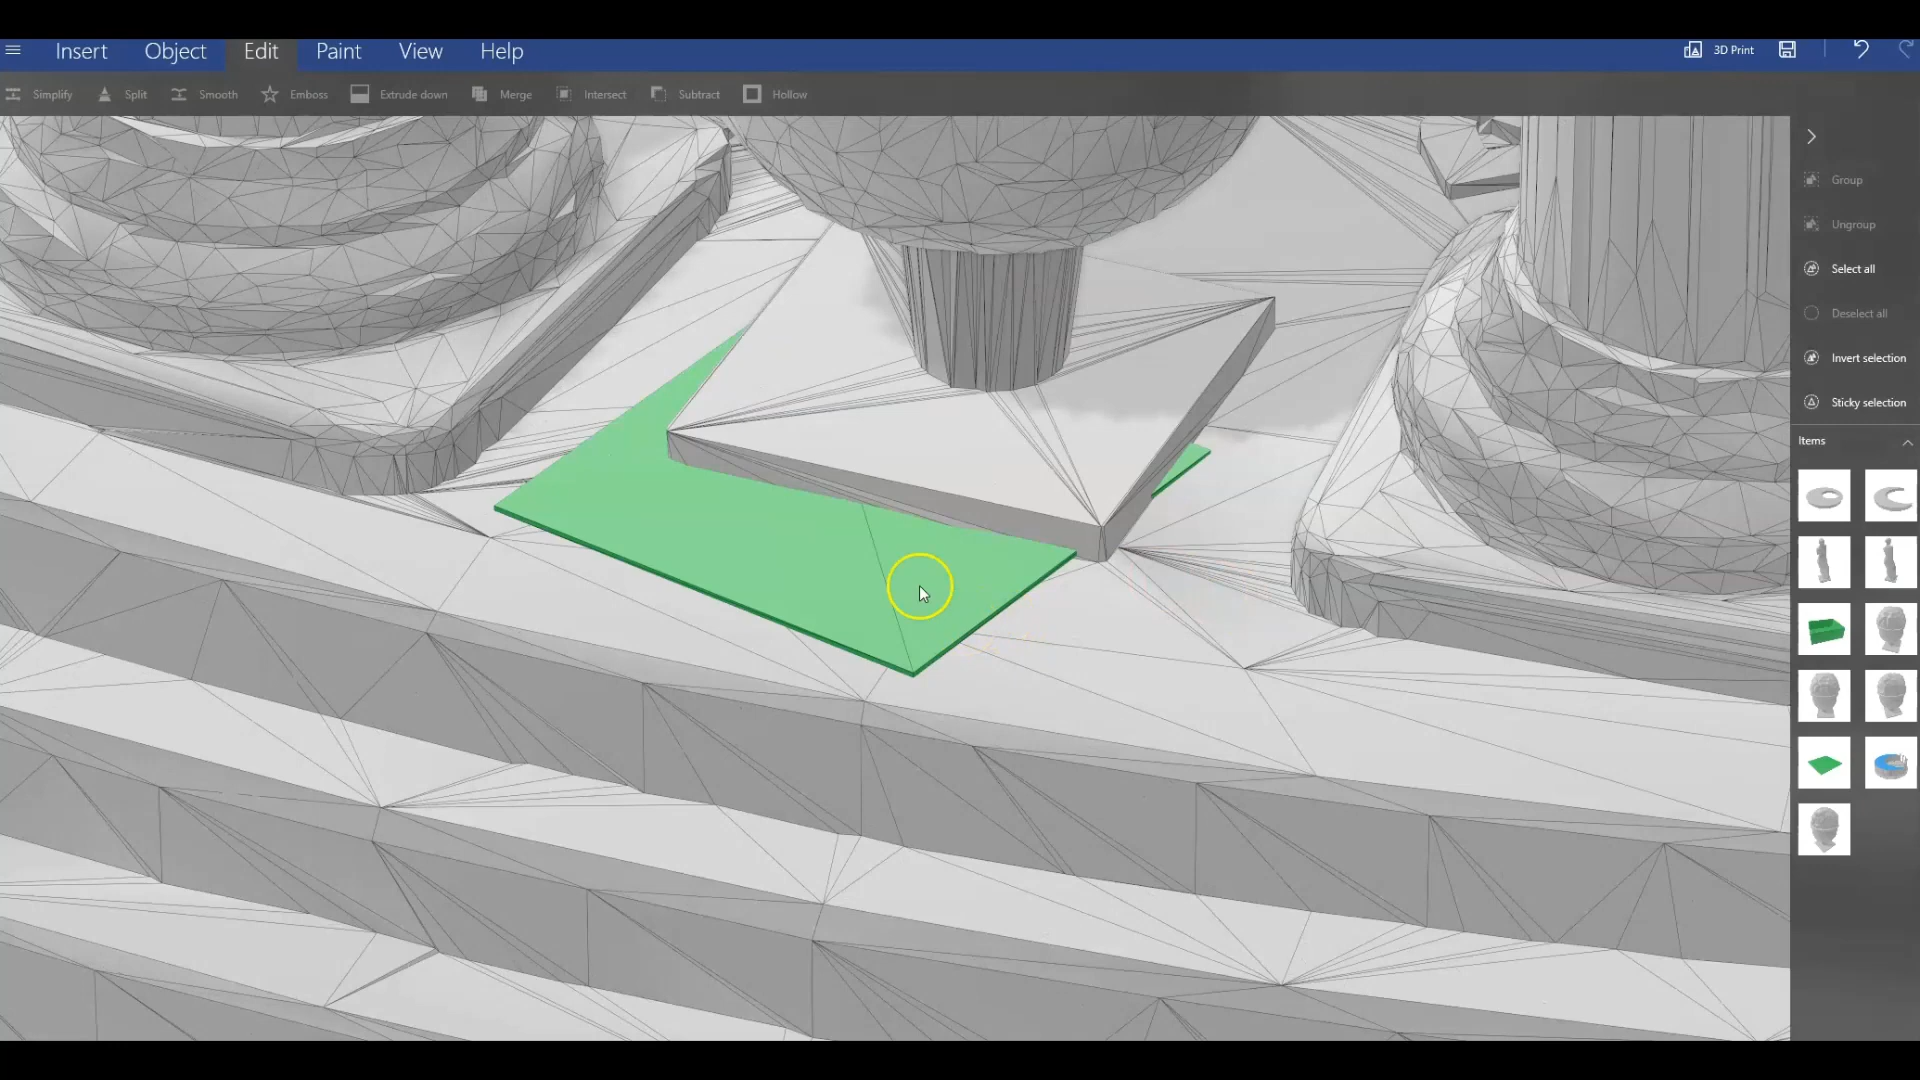 Insert Object Edit Paint View Help 3D Print
Simplify Split Smooth Emboss Extrude down Merge Intersect Subtract Hollow
Group
Ungroup
Select all
Deselect all
Invert selection
Sticky selection
Items